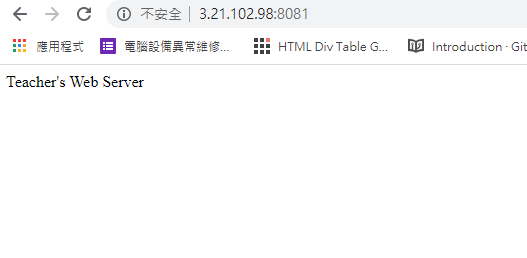 不安全 3.21.102.98:8081
應用程式 電腦設備異常維修... HTML Div Table G... Introduction · Git
Teacher's Web Server